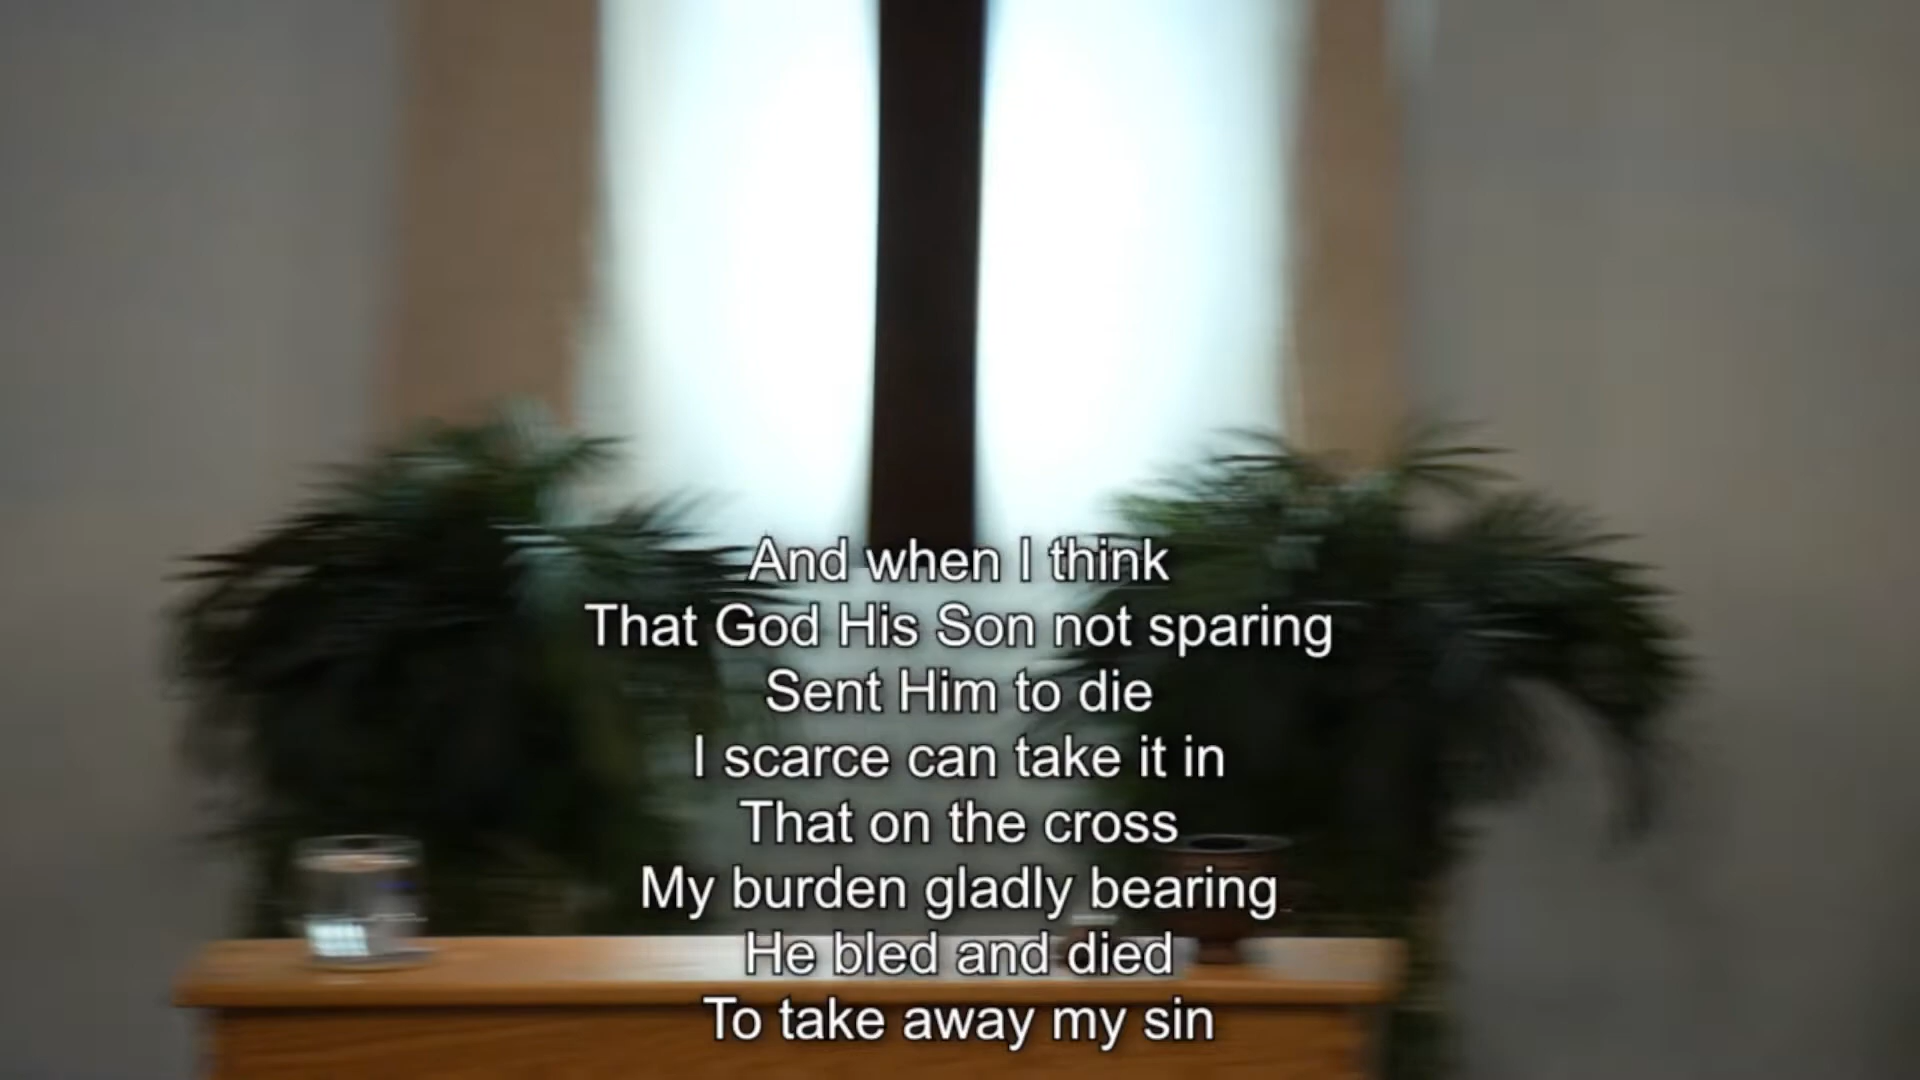 And when I think
That God His Son not sparing
Sent Him to die
I scarce can take it in
That on the cross
My burden gladly bearing
He bled and died
To take away my sin